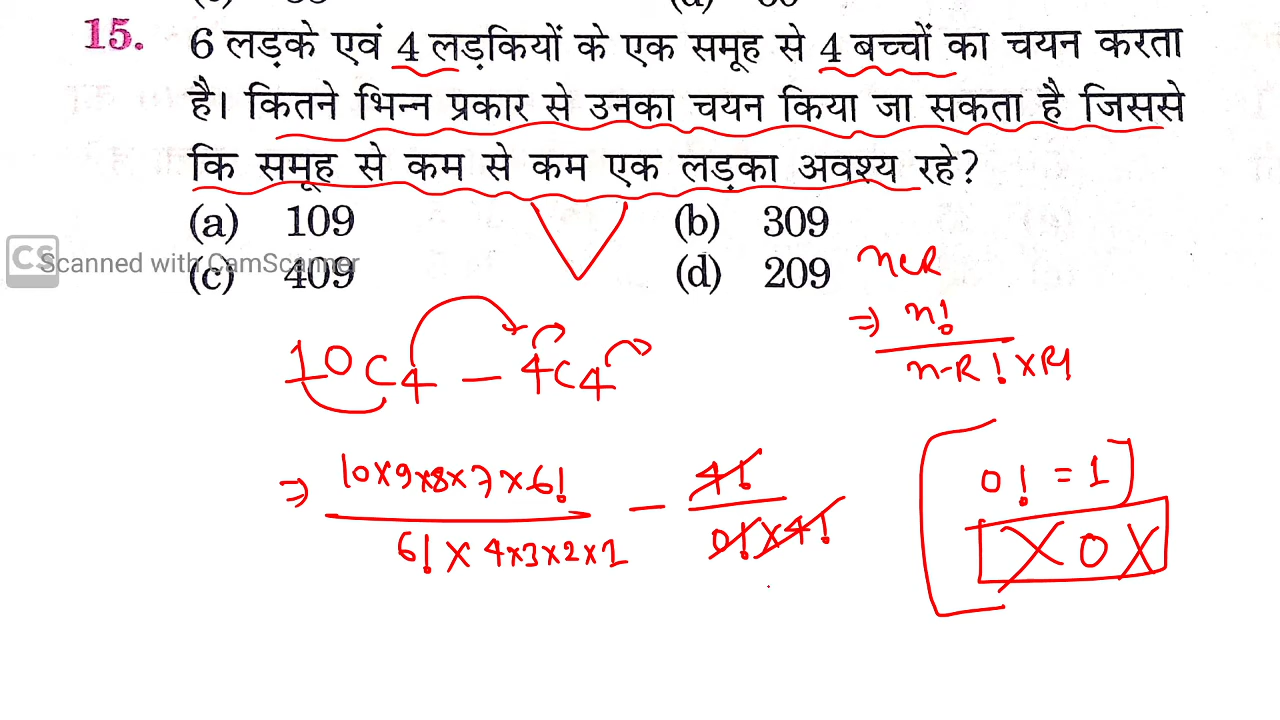 15. 6 लड़के एवं 4 लड़कियों के एक समूह से 4 बच्चों का चयन करता
है। कितने भिन्न प्रकार से उनका चयन किया जा सकता है जिससे
कि समूह से कम से कम एक लड़का अवश्य रहे?
(a) 109 (b) 309
(c) 409 (d) 209
CS Scanned with CamScanner
nCR
⇒ n!
n-R! × R!
10C4 – 4C4
⇒ 10×9×8×7×6! – 4!
6! × 4×3×2×1 0!×4!
0! = 1]
X 0 X